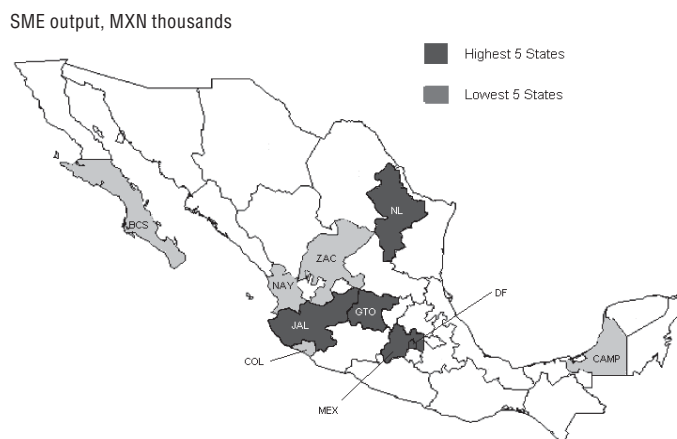 SME output, MXN thousands
Highest 5 States
Lowest 5 States
NL
BCS
ZAC
NAY
DF
JAL
GTO
COL
CAMP
MEX